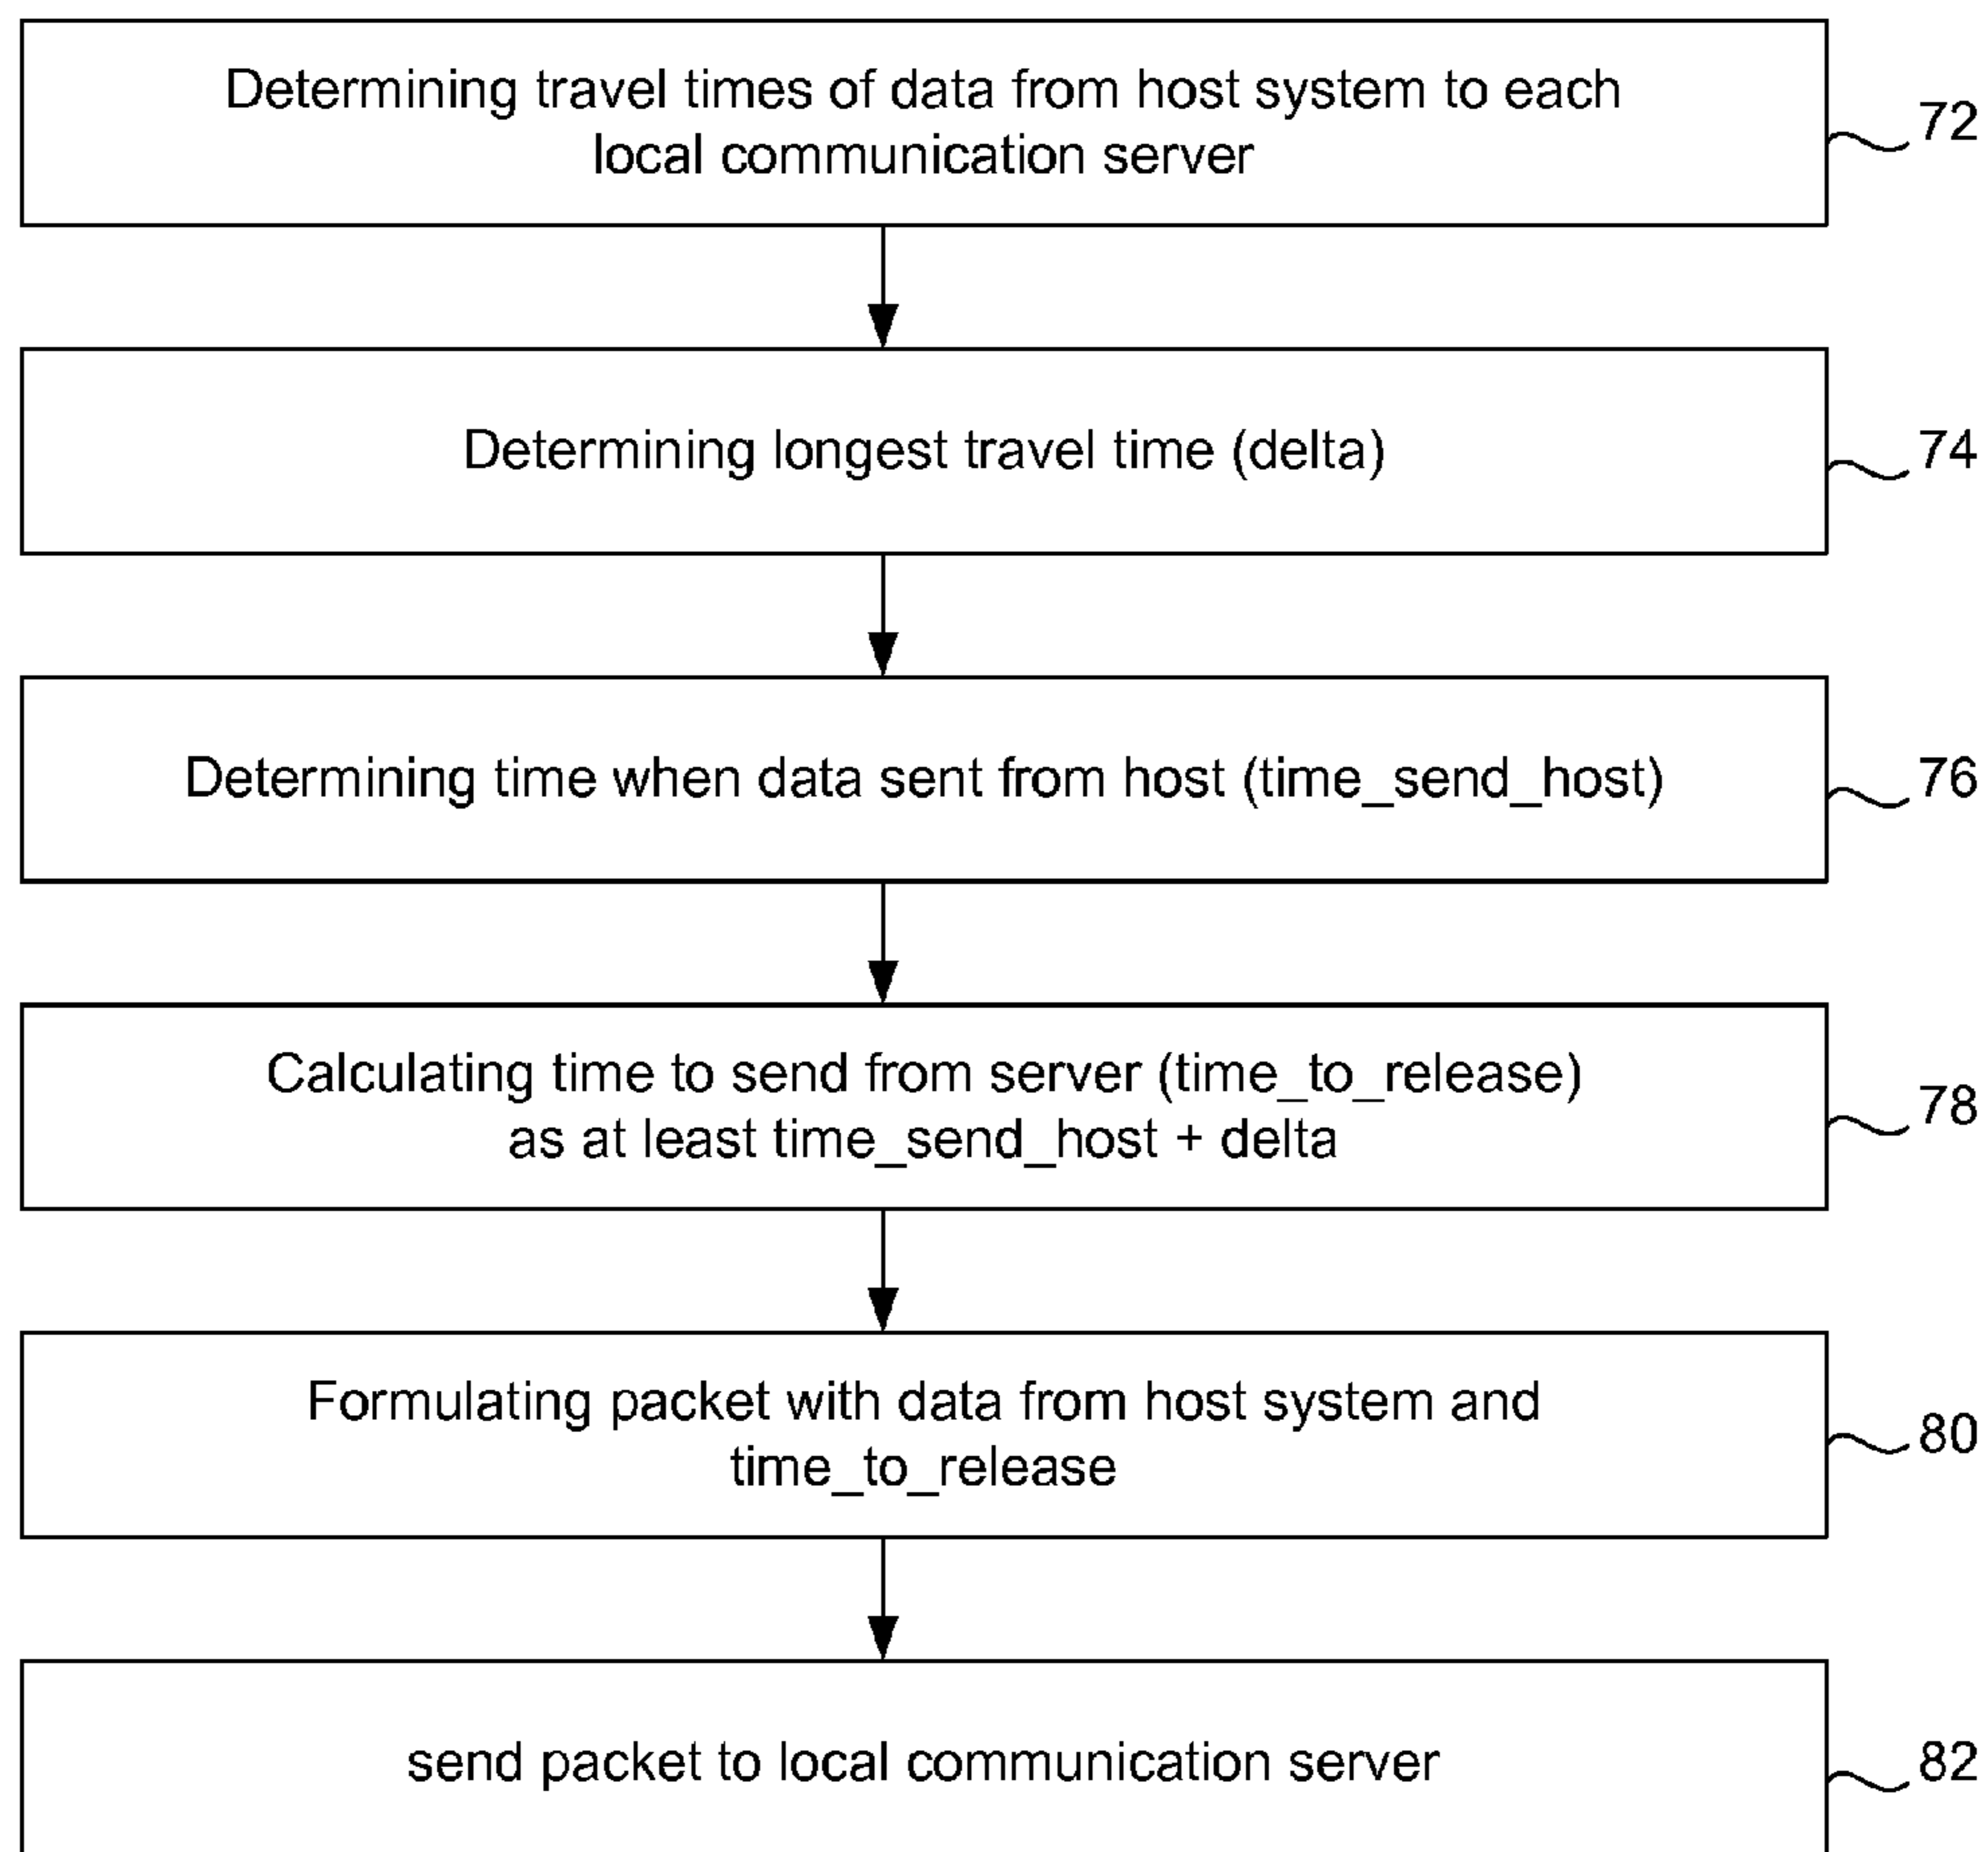 Determining travel times of data from host system to each
local communication server
72
Determining longest travel time (delta)
74
Determining time when data sent from host (time_send_host)
76
Calculating time to send from server (time_to_release)
as at least time_send_host + delta
78
Formulating packet with data from host system and
time_to_release
80
send packet to local communication server
82